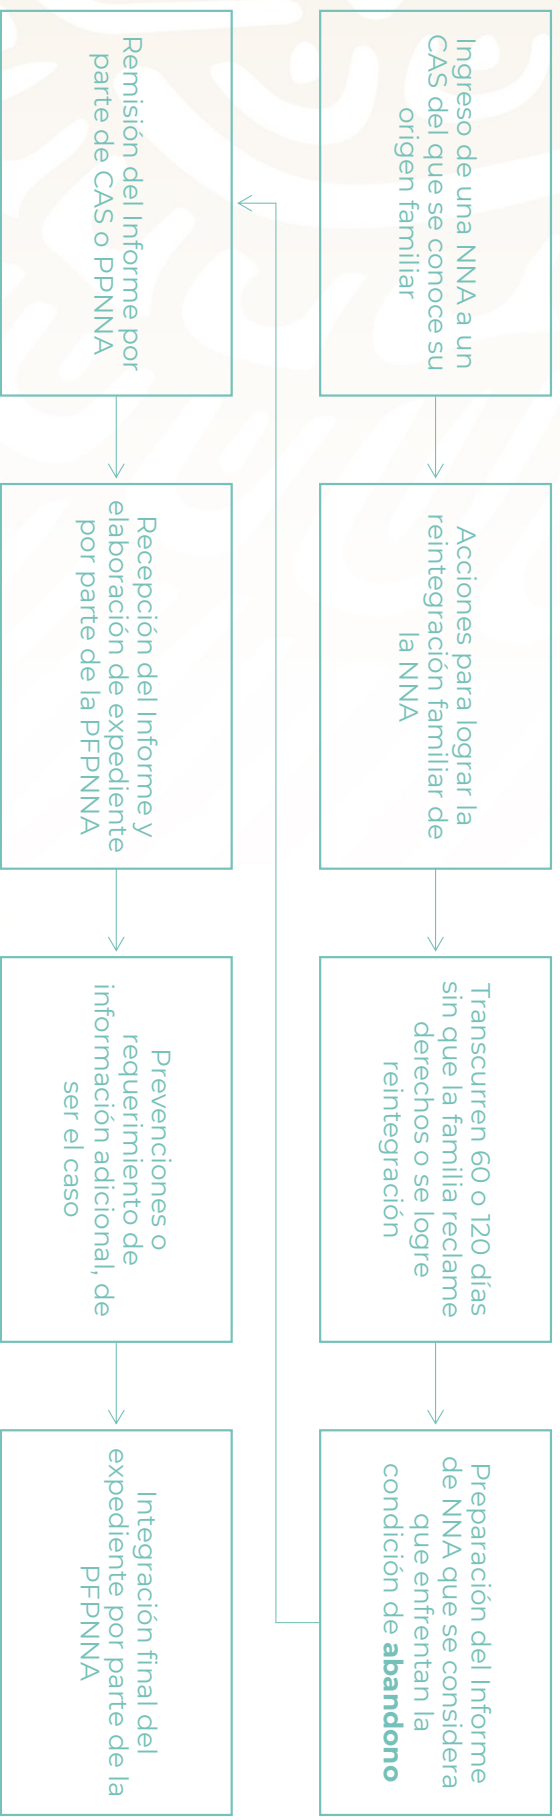 Ingreso de una NNA a un
CAS del que se conoce su
origen familiar
Acciones para lograr la
reintegración familiar de
la NNA
Transcurren 60 o 120 días
sin que la familia reclame
derechos o se logre
reintegración
Preparación del Informe
de NNA que se considera
que enfrentan la
condición de abandono
Remisión del Informe por
parte de CAS o PPNNA
Recepción del Informe y
elaboración de expediente
por parte de la PFPNNA
Prevenciones o
requerimiento de
información adicional, de
ser el caso
Integración final del
expediente por parte de la
PFPNNA